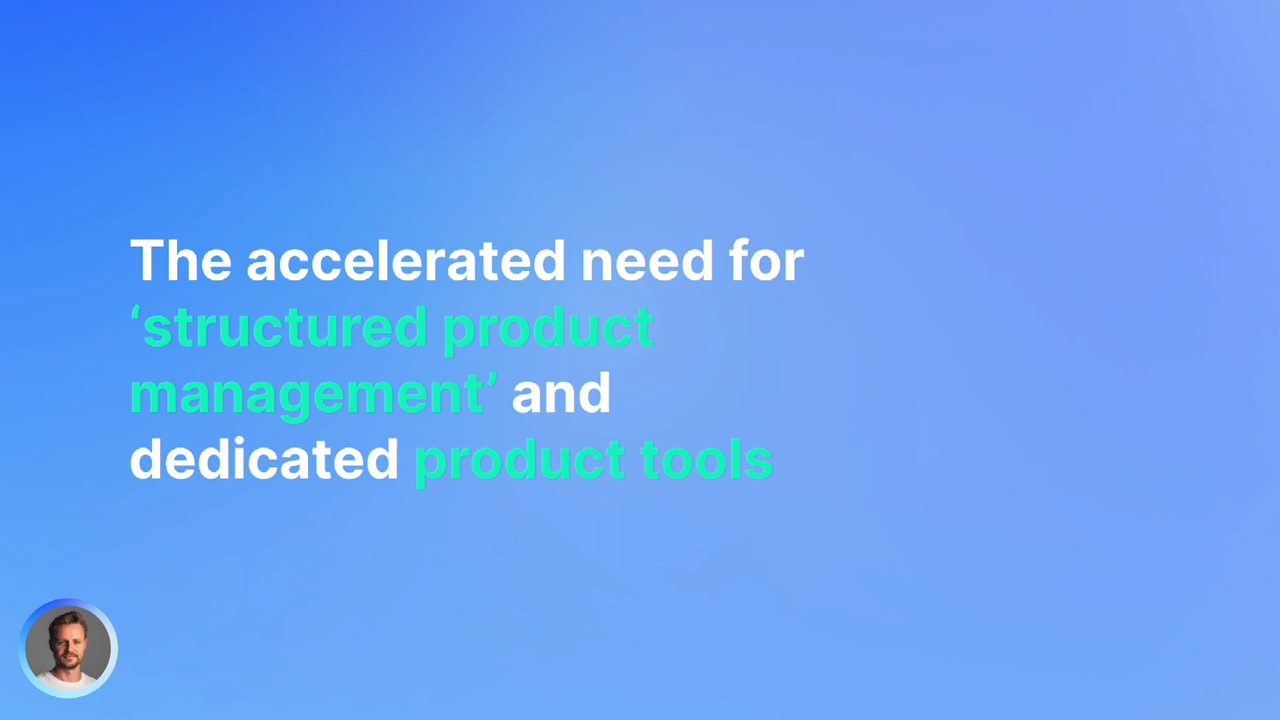 The accelerated need for
‘structured product
management’ and
dedicated product tools